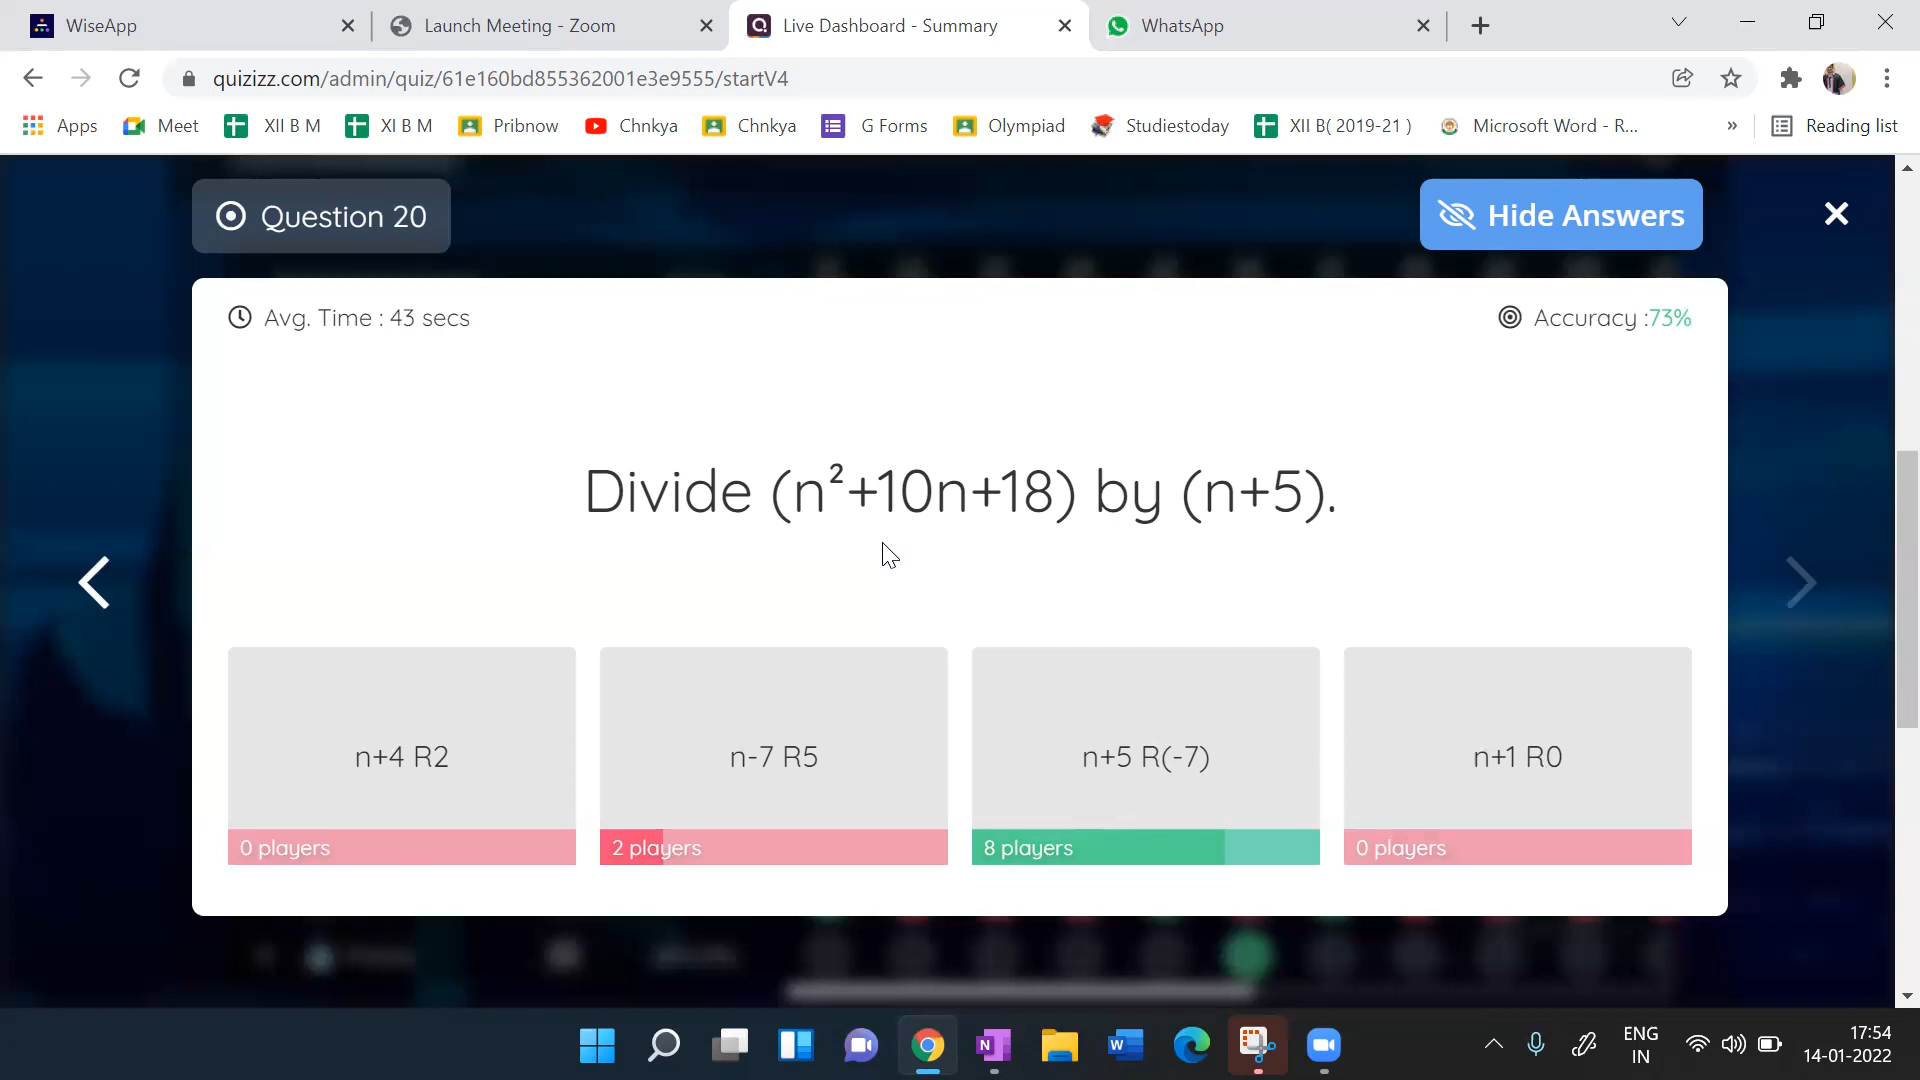 WiseApp
Launch Meeting - Zoom
Live Dashboard - Summary
WhatsApp
quizizz.com/admin/quiz/61e160bd855362001e3e9555/startV4
Apps
Meet
XII B M
XI B M
Pribnow
Chnkya
Chnkya
G Forms
Olympiad
Studiestoday
XII B( 2019-21 )
Microsoft Word - R...
»
Reading list
Question 20
Hide Answers
Avg. Time : 43 secs
Accuracy :73%
Divide (n²+10n+18) by (n+5).
n+4 R2
n-7 R5
n+5 R(-7)
n+1 R0
0 players
2 players
8 players
0 players
ENG
IN
17:54
14-01-2022